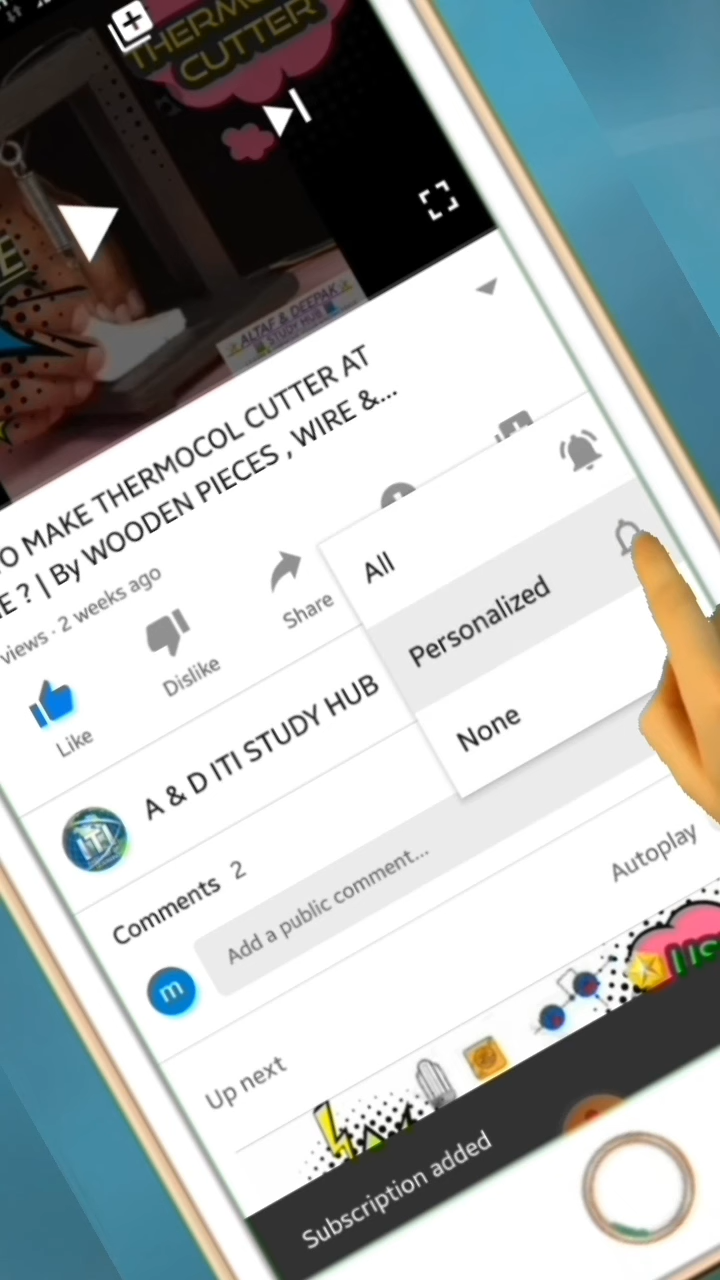 THERMO
CUTTER
E
ALTAF & DEEPAK
STUDY HUB
O MAKE THERMOCOL CUTTER AT
E ? | By WOODEN PIECES , WIRE &...
views · 2 weeks ago
Like
Dislike
Share
All
Personalized
None
A & D ITI STUDY HUB
ITI
Comments 2
m
Add a public comment...
Autoplay
Up next
Subscription added